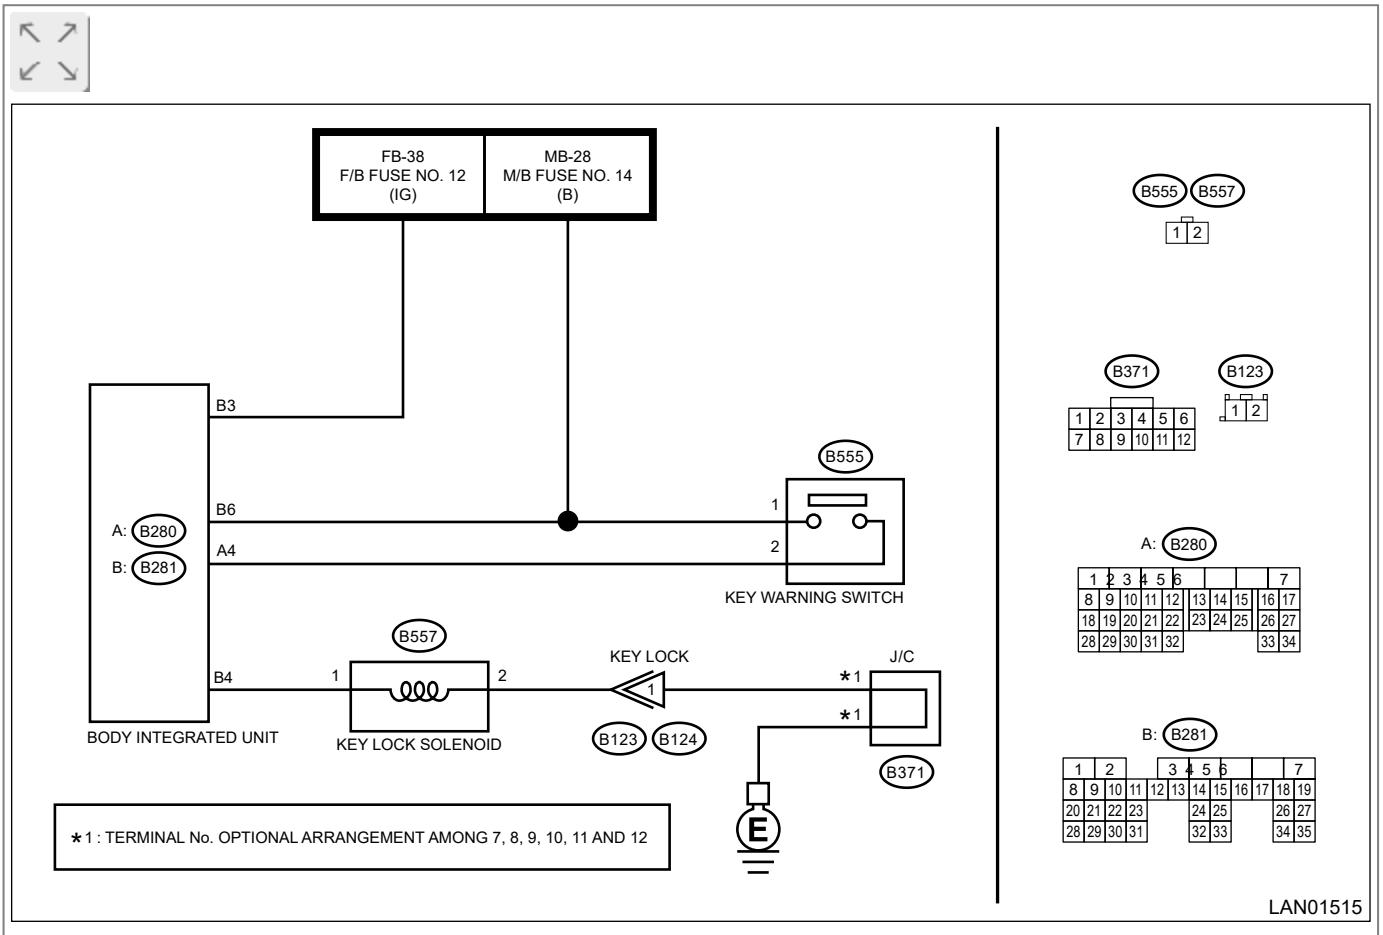 FB-38
F/B FUSE NO. 12
(IG)
MB-28
M/B FUSE NO. 14
(B)
B3
B6
A4
B4
A: B280
B: B281
BODY INTEGRATED UNIT
B555
1
2
KEY WARNING SWITCH
B557
1
2
KEY LOCK SOLENOID
KEY LOCK
1
B123 B124
J/C
*1
*1
B371
E
*1 : TERMINAL No. OPTIONAL ARRANGEMENT AMONG 7, 8, 9, 10, 11 AND 12
B555 B557
1 2
B371
1 2 3 4 5 6
7 8 9 10 11 12
B123
1 2
A: B280
1 2 3 4 5 6 7
8 9 10 11 12 13 14 15 16 17
18 19 20 21 22 23 24 25 26 27
28 29 30 31 32 33 34
B: B281
1 2 3 4 5 6 7
8 9 10 11 12 13 14 15 16 17 18 19
20 21 22 23 24 25 26 27
28 29 30 31 32 33 34 35
LAN01515